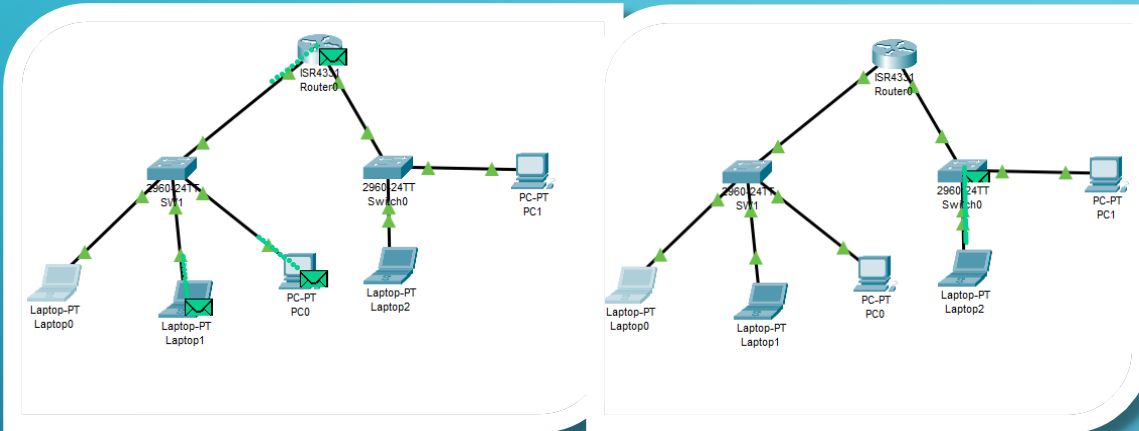 ISR4331
Router0
2960-24TT
SW1
2960-24TT
Switch0
PC-PT
PC1
Laptop-PT
Laptop0
Laptop-PT
Laptop1
PC-PT
PC0
Laptop-PT
Laptop2
ISR4331
Router0
2960-24TT
SW1
2960-24TT
Switch0
PC-PT
PC1
Laptop-PT
Laptop0
Laptop-PT
Laptop1
PC-PT
PC0
Laptop-PT
Laptop2